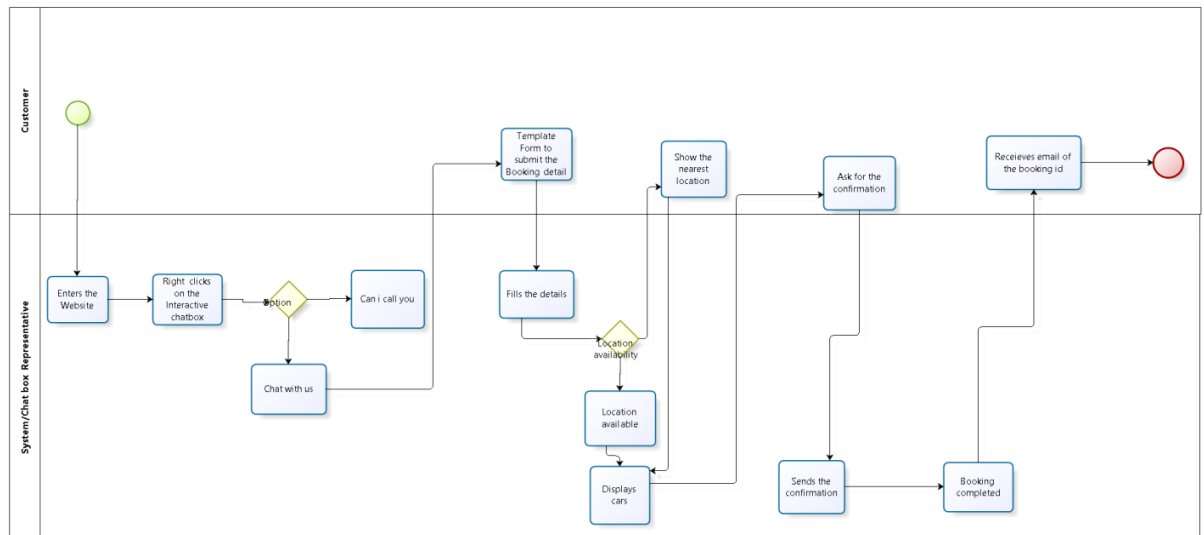 Customer
Template
Form to
submit the
Booking detail
Show the
nearest
location
Ask for the
confirmation
Receieves email of
the booking id
System/Chat box Representative
Enters the
Website
Right clicks
on the
Interactive
chatbox
Option
Can i call you
Chat with us
Fills the details
Location
availability
Location
available
Displays
cars
Sends the
confirmation
Booking
completed